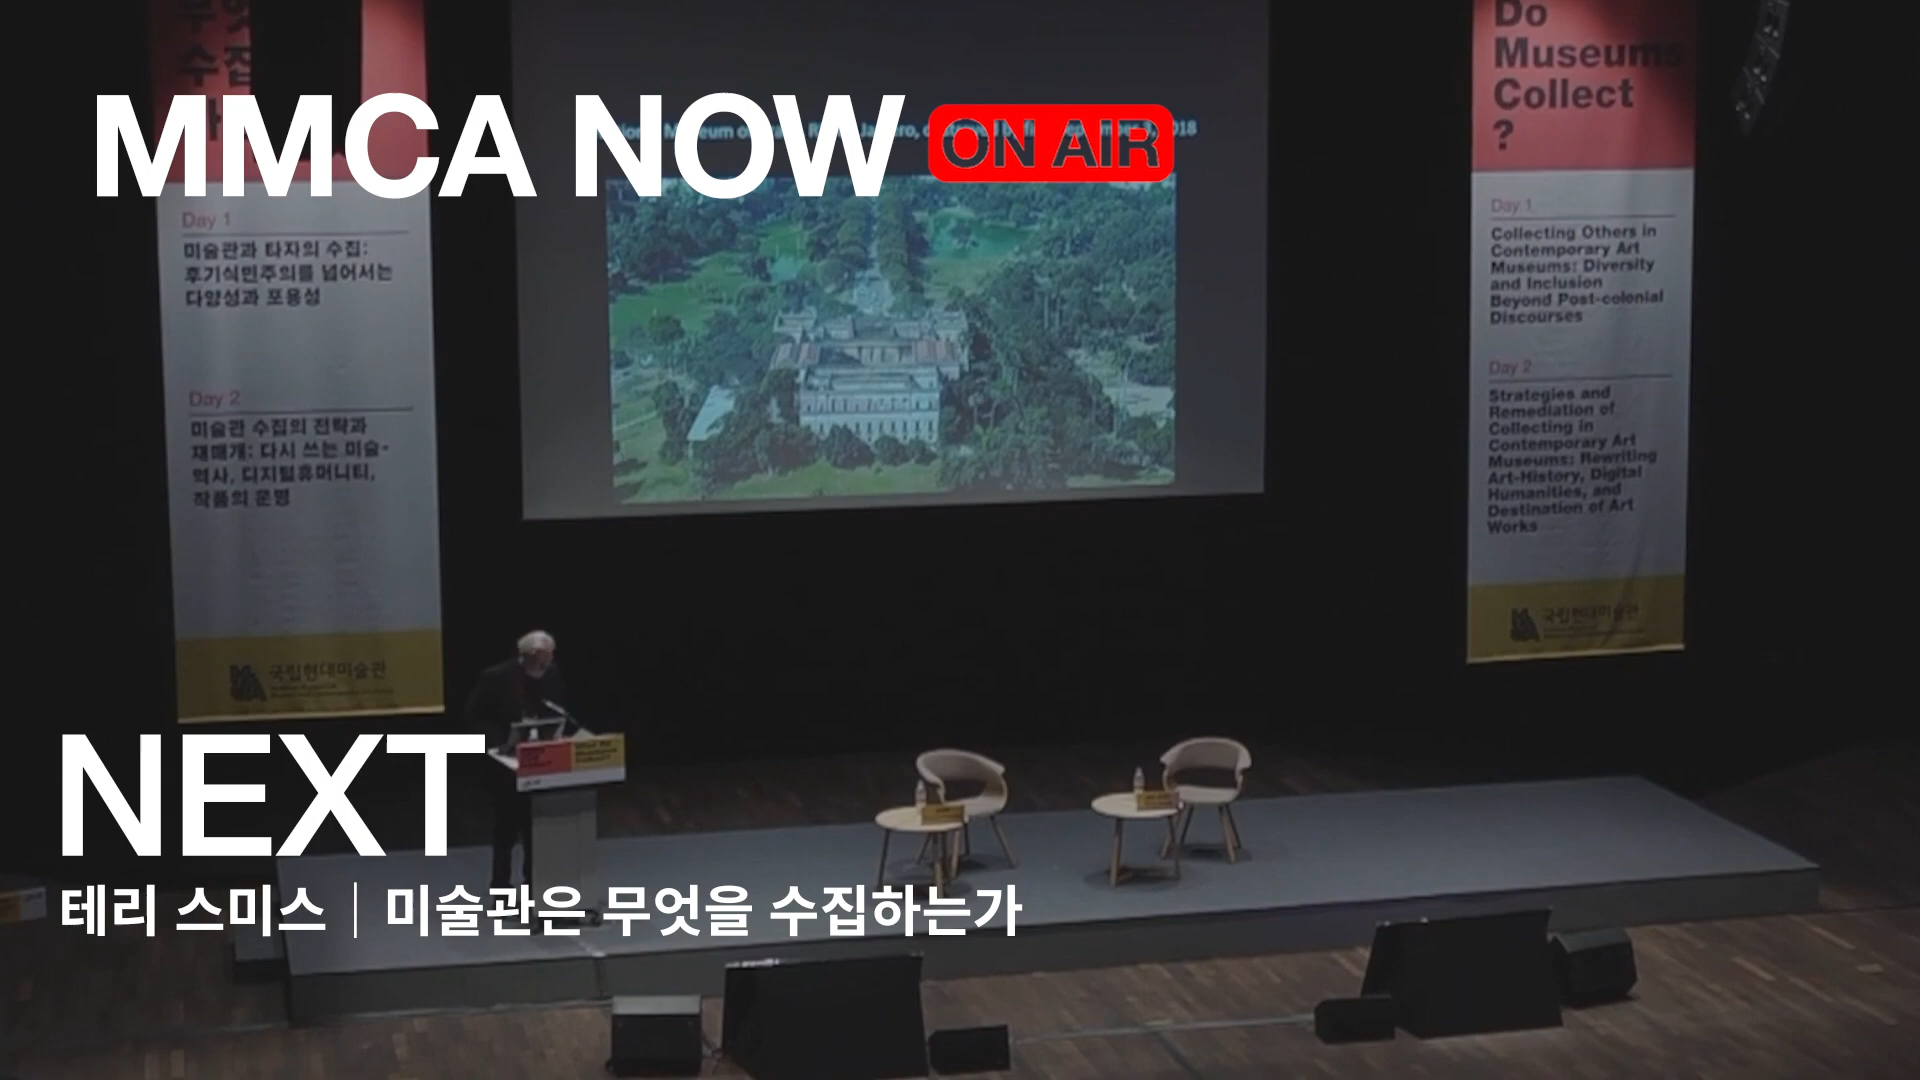 MMCA NOW ON AIR
NEXT
테리 스미스 | 미술관은 무엇을 수집하는가
수집
Day 1
미술관과 타자의 수집:
후기식민주의를 넘어서는
다양성과 포용성
Day 2
미술관 수집의 전략과
재매개: 다시 쓰는 미술-
역사, 디지털휴머니티,
작품의 운명
국립현대미술관
Do
Museums
Collect
?
Day 1
Collecting Others in
Contemporary Art
Museums: Diversity
and Inclusion
Beyond Post-colonial
Discourses
Day 2
Strategies and
Remediation of
Collecting in
Contemporary Art
Museums: Rewriting
Art-History, Digital
Humanities, and
Destination of Art
Works
국립현대미술관